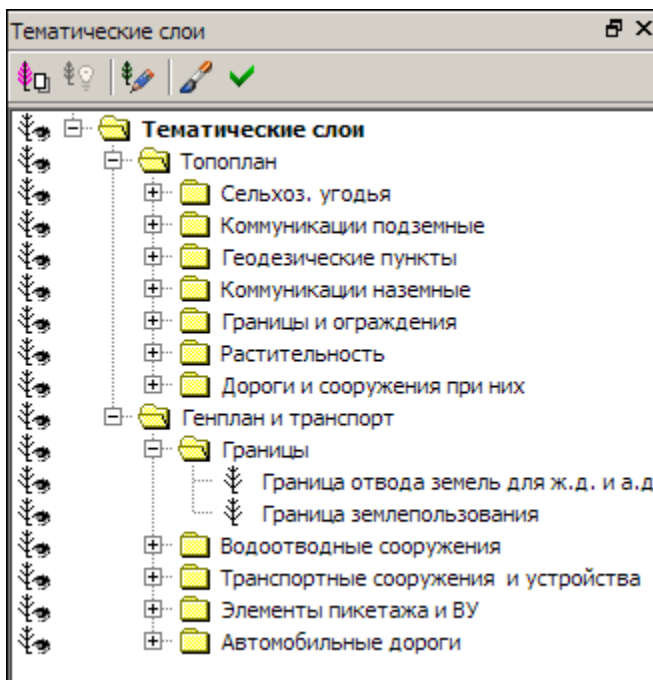 Тематические слои
Тематические слои
Топоплан
Сельхоз. угодья
Коммуникации подземные
Геодезические пункты
Коммуникации наземные
Границы и ограждения
Растительность
Дороги и сооружения при них
Генплан и транспорт
Границы
Граница отвода земель для ж.д. и а.д
Граница землепользования
Водоотводные сооружения
Транспортные сооружения и устройства
Элементы пикетажа и ВУ
Автомобильные дороги